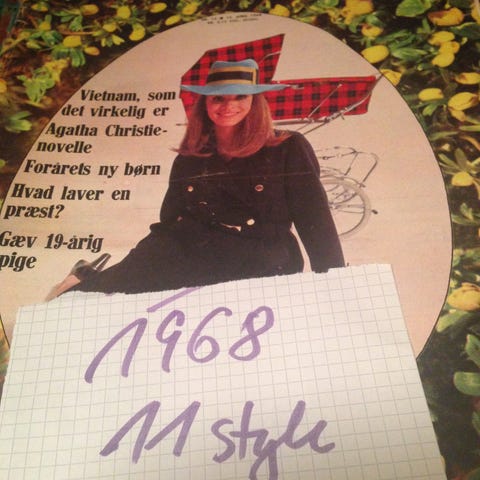 Vietnam, som
det virkelig er
Agatha Christie-
novelle
Forårets ny børn
Hvad laver en
præst?
Gæv 19-årig
pige
1968
11 styk